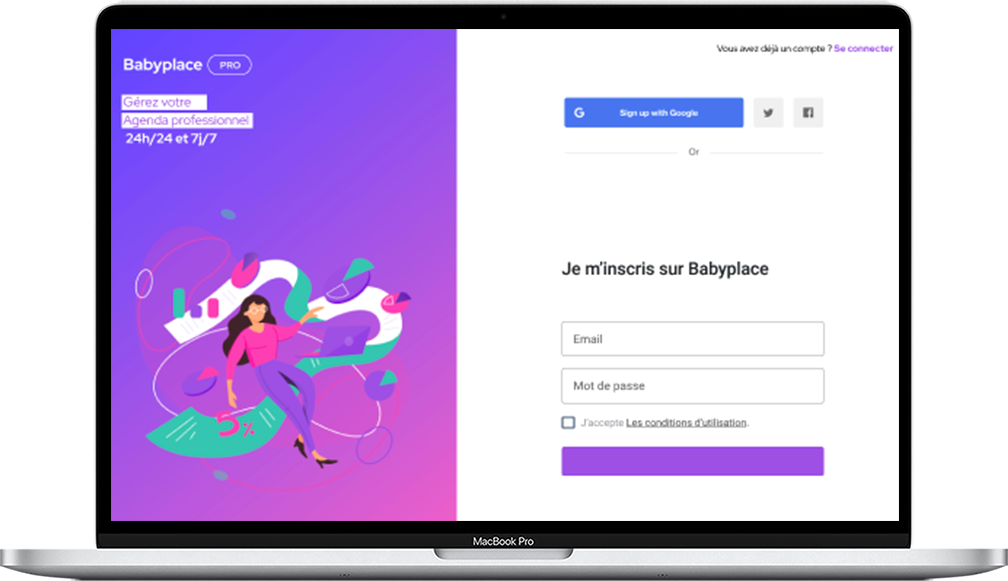 Babyplace PRO
Gérez votre
Agenda professionnel
24h/24 et 7j/7
5%
Vous avez déjà un compte ? Se connecter
G Sign up with Google
Or
Je m'inscris sur Babyplace
Email
Mot de passe
J'accepte Les conditions d'utilisation.
MacBook Pro